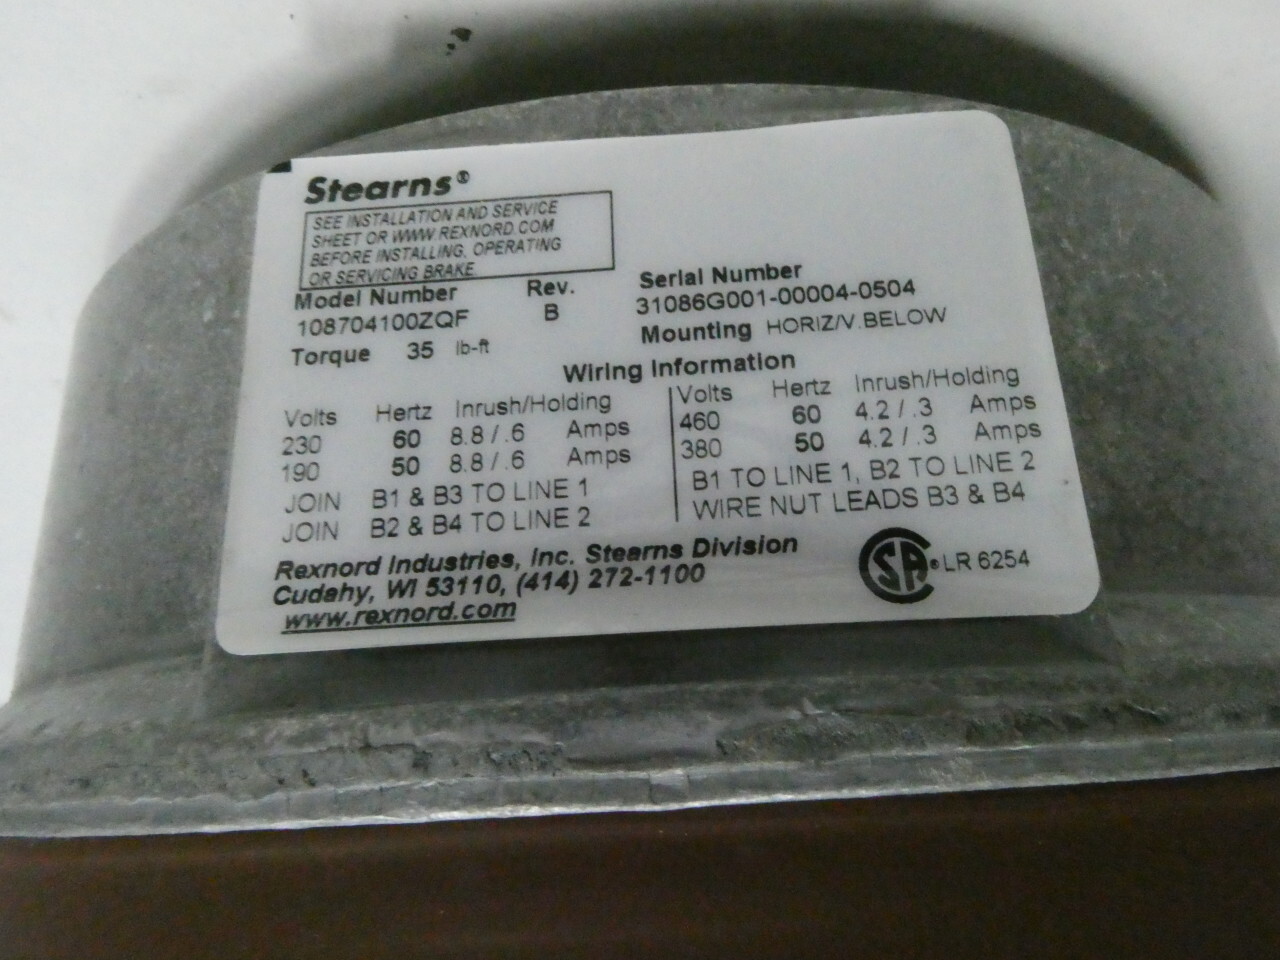 Stearns®
SEE INSTALLATION AND SERVICE
SHEET OR WWW.REXNORD.COM
BEFORE INSTALLING, OPERATING
OR SERVICING BRAKE.
Model Number Rev.
108704100ZQF B
Torque 35 lb-ft
Serial Number
31086G001-00004-0504
Mounting HORIZ/V.BELOW
Wiring Information
Volts Hertz Inrush/Holding
230 60 8.8 / .6 Amps
190 50 8.8 / .6 Amps
JOIN B1 & B3 TO LINE 1
JOIN B2 & B4 TO LINE 2
Volts Hertz Inrush/Holding
460 60 4.2 / .3 Amps
380 50 4.2 / .3 Amps
B1 TO LINE 1, B2 TO LINE 2
WIRE NUT LEADS B3 & B4
Rexnord Industries, Inc. Stearns Division
Cudahy, WI 53110, (414) 272-1100
www.rexnord.com
CSA® LR 6254